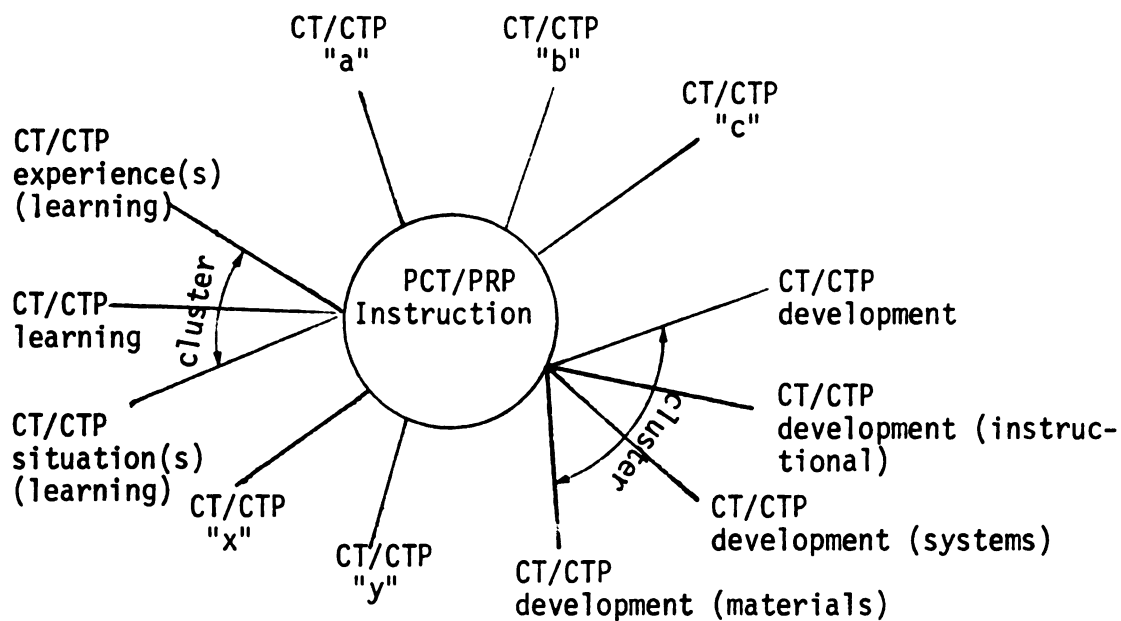 CT/CTP
"a"
CT/CTP
"b"
CT/CTP
"c"
CT/CTP
experience(s)
(learning)
cluster
CT/CTP
learning
CT/CTP
situation(s)
(learning)
PCT/PRP
Instruction
CT/CTP
development
CT/CTP
development (instruc-
tional)
cluster
CT/CTP
development (systems)
CT/CTP
development (materials)
CT/CTP
"x"
CT/CTP
"y"